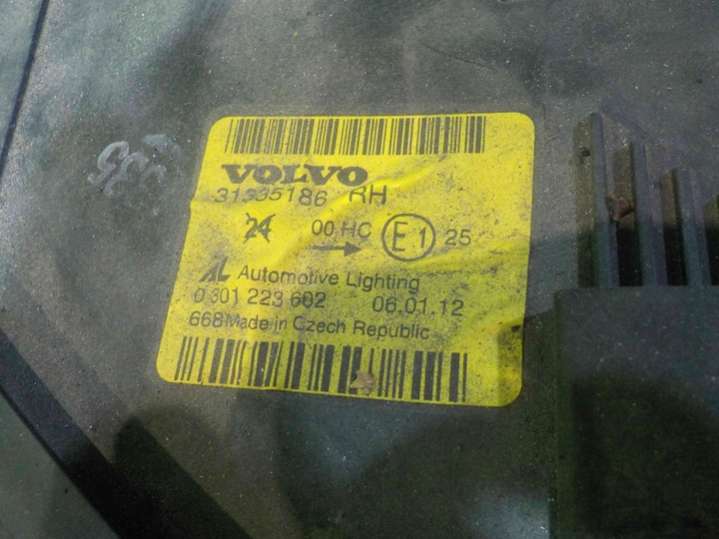 VOLVO
31335186 RH
00 HC E1 25
AL Automotive Lighting
0 301 223 602 06.01.12
668 Made in Czech Republic